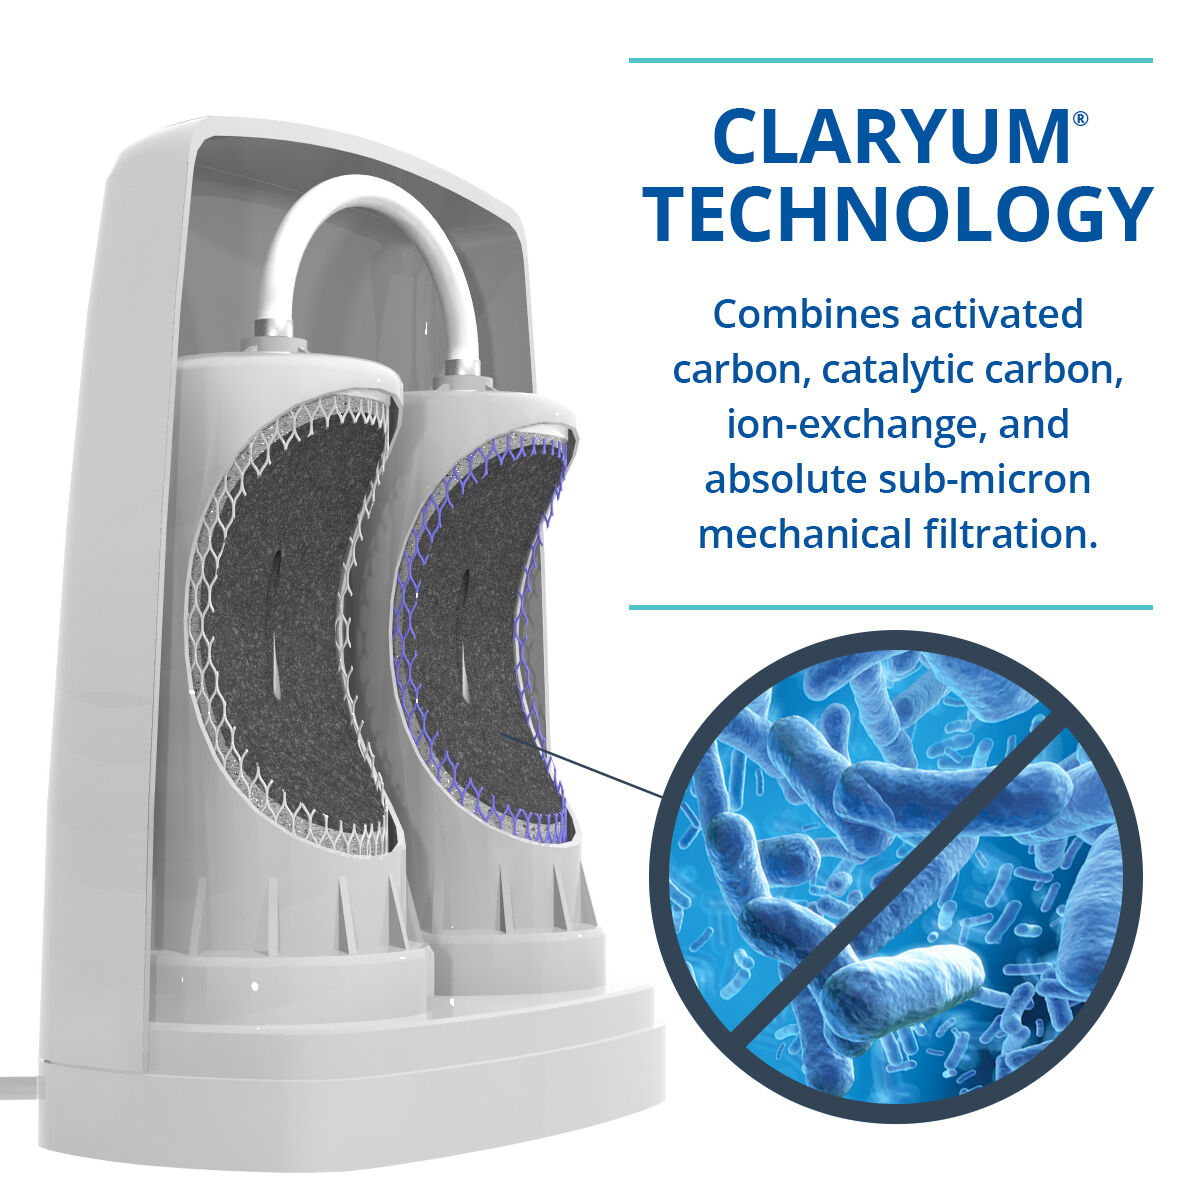 CLARYUM®
TECHNOLOGY
Combines activated
carbon, catalytic carbon,
ion-exchange, and
absolute sub-micron
mechanical filtration.